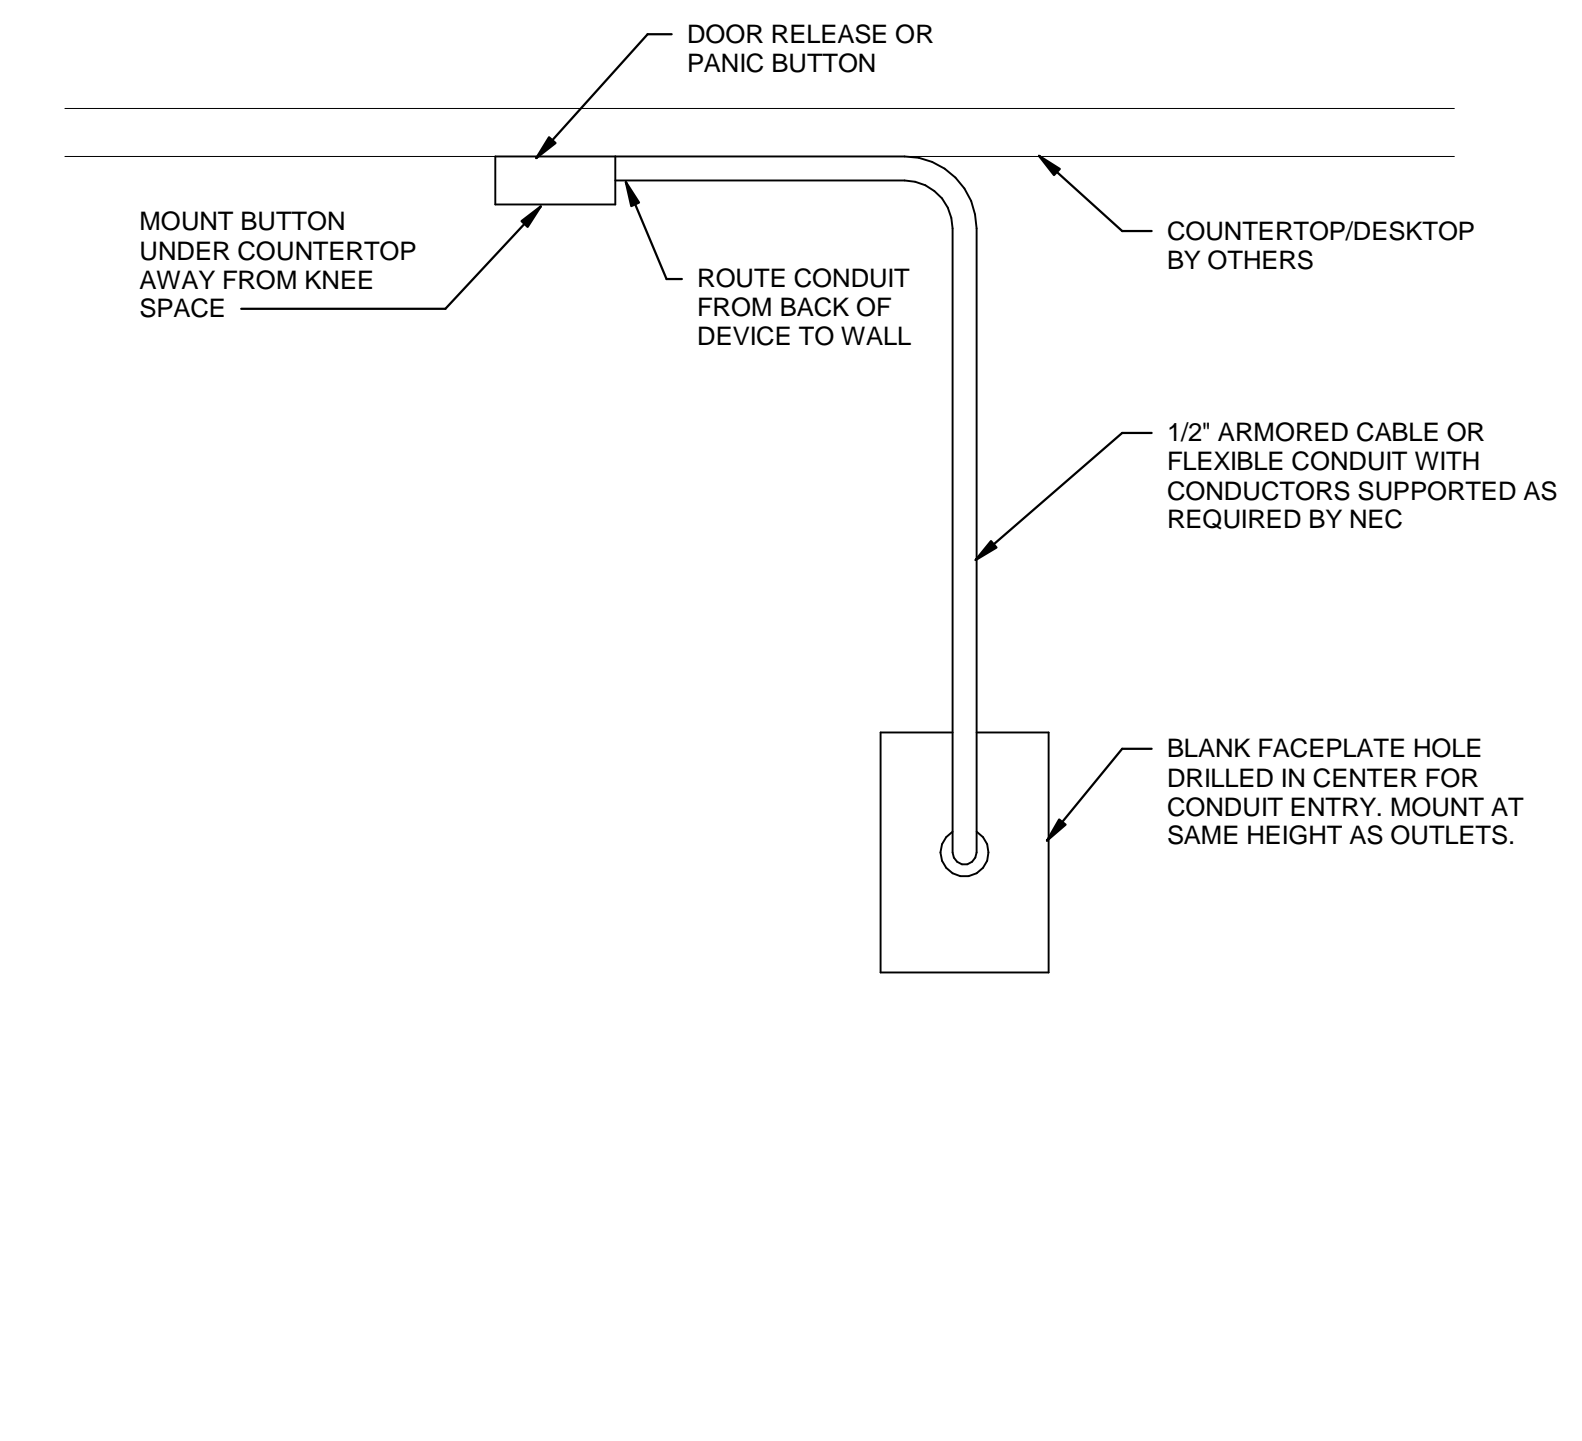 DOOR RELEASE OR
PANIC BUTTON
MOUNT BUTTON
UNDER COUNTERTOP
AWAY FROM KNEE
SPACE
ROUTE CONDUIT
FROM BACK OF
DEVICE TO WALL
COUNTERTOP/DESKTOP
BY OTHERS
1/2" ARMORED CABLE OR
FLEXIBLE CONDUIT WITH
CONDUCTORS SUPPORTED AS
REQUIRED BY NEC
BLANK FACEPLATE HOLE
DRILLED IN CENTER FOR
CONDUIT ENTRY. MOUNT AT
SAME HEIGHT AS OUTLETS.